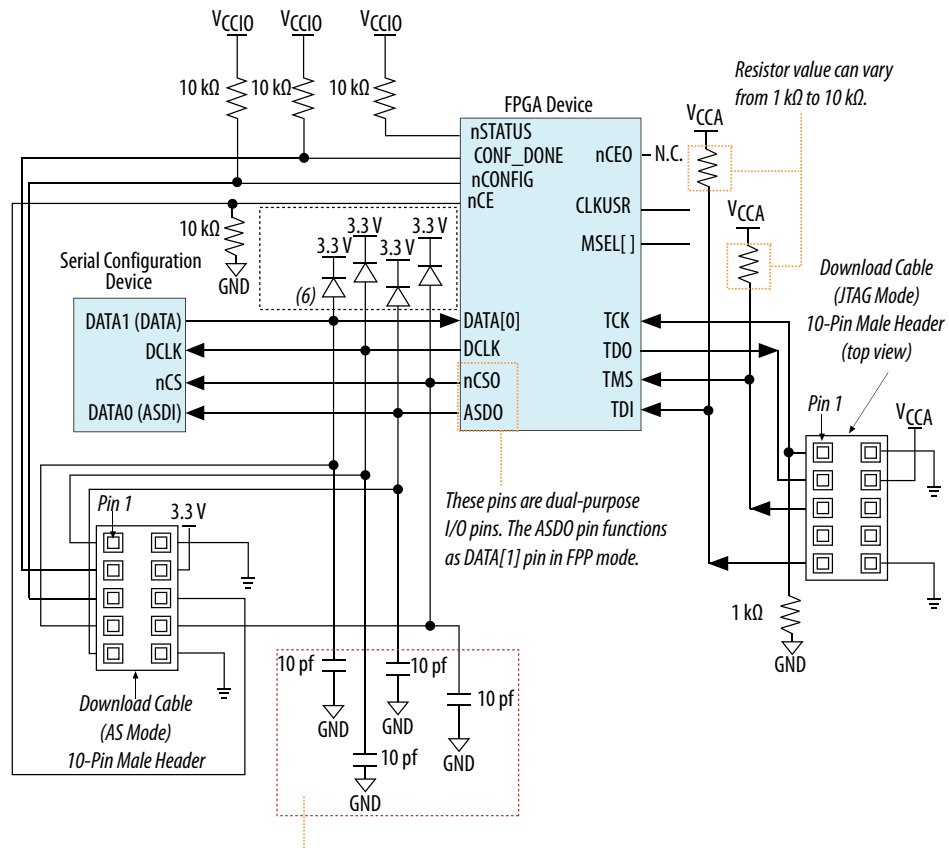 VCCIO VCCIO VCCIO
10 kΩ 10 kΩ 10 kΩ
Resistor value can vary
from 1 kΩ to 10 kΩ.
FPGA Device
VCCA
nSTATUS
CONF_DONE
nCONFIG
nCE
nCEO
N.C.
CLKUSR
MSEL[ ]
VCCA
10 kΩ
GND
3.3 V 3.3 V 3.3 V 3.3 V
(6)
Serial Configuration
Device
DATA1 (DATA)
DCLK
nCS
DATA0 (ASDI)
DATA[0]
DCLK
nCSO
ASDO
TCK
TDO
TMS
TDI
Download Cable
(JTAG Mode)
10-Pin Male Header
(top view)
Pin 1
VCCA
These pins are dual-purpose
I/O pins. The ASDO pin functions
as DATA[1] pin in FPP mode.
Pin 1
3.3 V
1 kΩ
GND
10 pf
GND
10 pf
GND
10 pf
GND
10 pf
GND
Download Cable
(AS Mode)
10-Pin Male Header